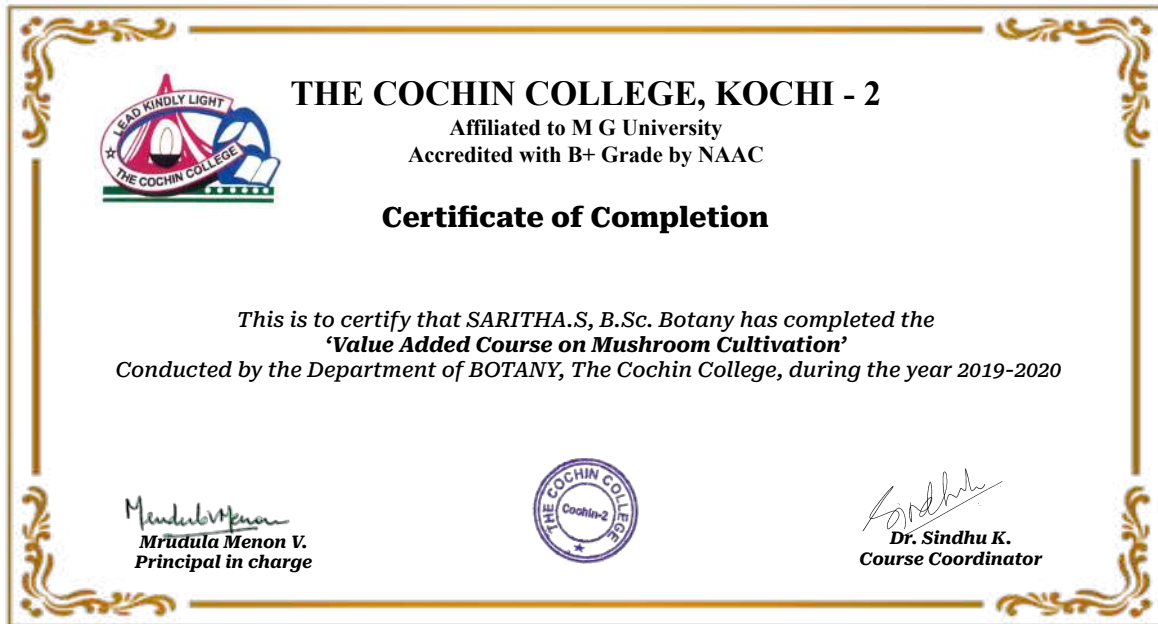 LEAD KINDLY LIGHT
THE COCHIN COLLEGE
THE COCHIN COLLEGE, KOCHI - 2
Affiliated to M G University
Accredited with B+ Grade by NAAC
Certificate of Completion
This is to certify that SARITHA.S, B.Sc. Botany has completed the
‘Value Added Course on Mushroom Cultivation’
Conducted by the Department of BOTANY, The Cochin College, during the year 2019-2020
THE COCHIN COLLEGE
Cochin-2
Mrudula Menon V.
Principal in charge
Sindhu
Dr. Sindhu K.
Course Coordinator